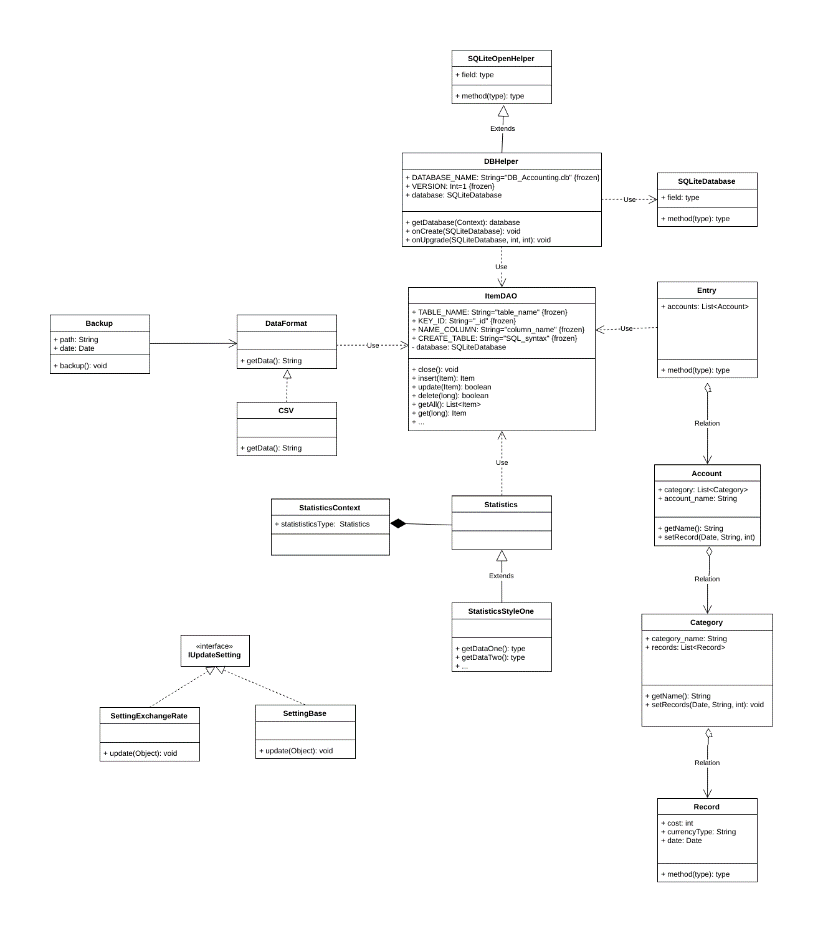 SQLiteOpenHelper
+ field: type
+ method(type): type
Extends
DBHelper
+ DATABASE_NAME: String="DB_Accounting.db" {frozen}
+ VERSION: Int=1 {frozen}
+ database: SQLiteDatabase
+ getDatabase(Context): database
+ onCreate(SQLiteDatabase): void
+ onUpgrade(SQLiteDatabase, int, int): void
Use
SQLiteDatabase
+ field: type
+ method(type): type
Use
ItemDAO
+ TABLE_NAME: String="table_name" {frozen}
+ KEY_ID: String="_id" {frozen}
+ NAME_COLUMN: String="column_name" {frozen}
+ CREATE_TABLE: String="SQL_syntax" {frozen}
- database: SQLiteDatabase
+ close(): void
+ insert(Item): Item
+ update(Item): boolean
+ delete(long): boolean
+ getAll(): List<Item>
+ get(long): Item
+ ...
Use
Entry
+ accounts: List<Account>
+ method(type): type
1
Relation
Backup
+ path: String
+ date: Date
+ backup(): void
DataFormat
+ getData(): String
Use
CSV
+ getData(): String
Use
Account
+ category: List<Category>
+ account_name: String
+ getName(): String
+ setRecord(Date, String, int)
Relation
StatisticsContext
+ statististsType:  Statistics
Statistics
Extends
StatisticsStyleOne
+ getDataOne(): type
+ getDataTwo(): type
+ ...
Category
+ category_name: String
+ records: List<Record>
+ getName(): String
+ setRecords(Date, String, int): void
1
Relation
«interface»
IUpdateSetting
SettingExchangeRate
+ update(Object): void
SettingBase
+ update(Object): void
Record
+ cost: int
+ currencyType: String
+ date: Date
+ method(type): type